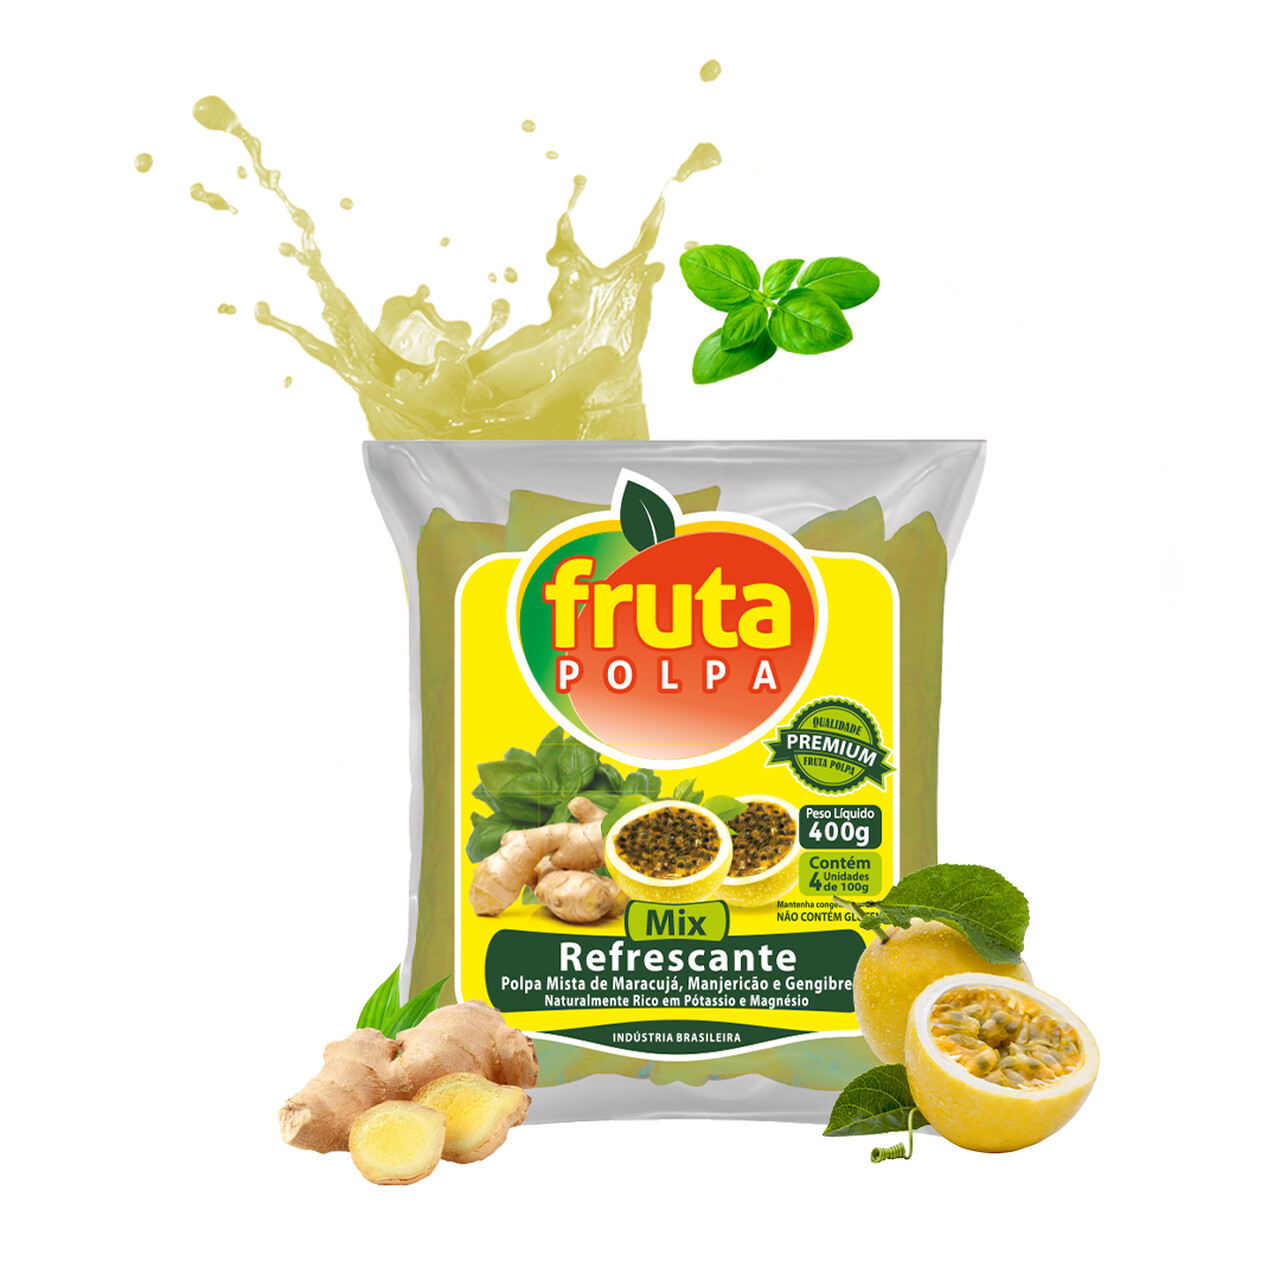 fruta
POLPA
QUALIDADE
PREMIUM
FRUTA POLPA
Peso Líquido
400g
Contém
4 Unidades
de 100g
Mantenha
NÃO CONTÉM
Mix
Refrescante
Polpa Mista de Maracujá, Manjericão e Gengibre
Naturalmente Rico em Pótassio e Magnésio
INDÚSTRIA BRASILEIRA